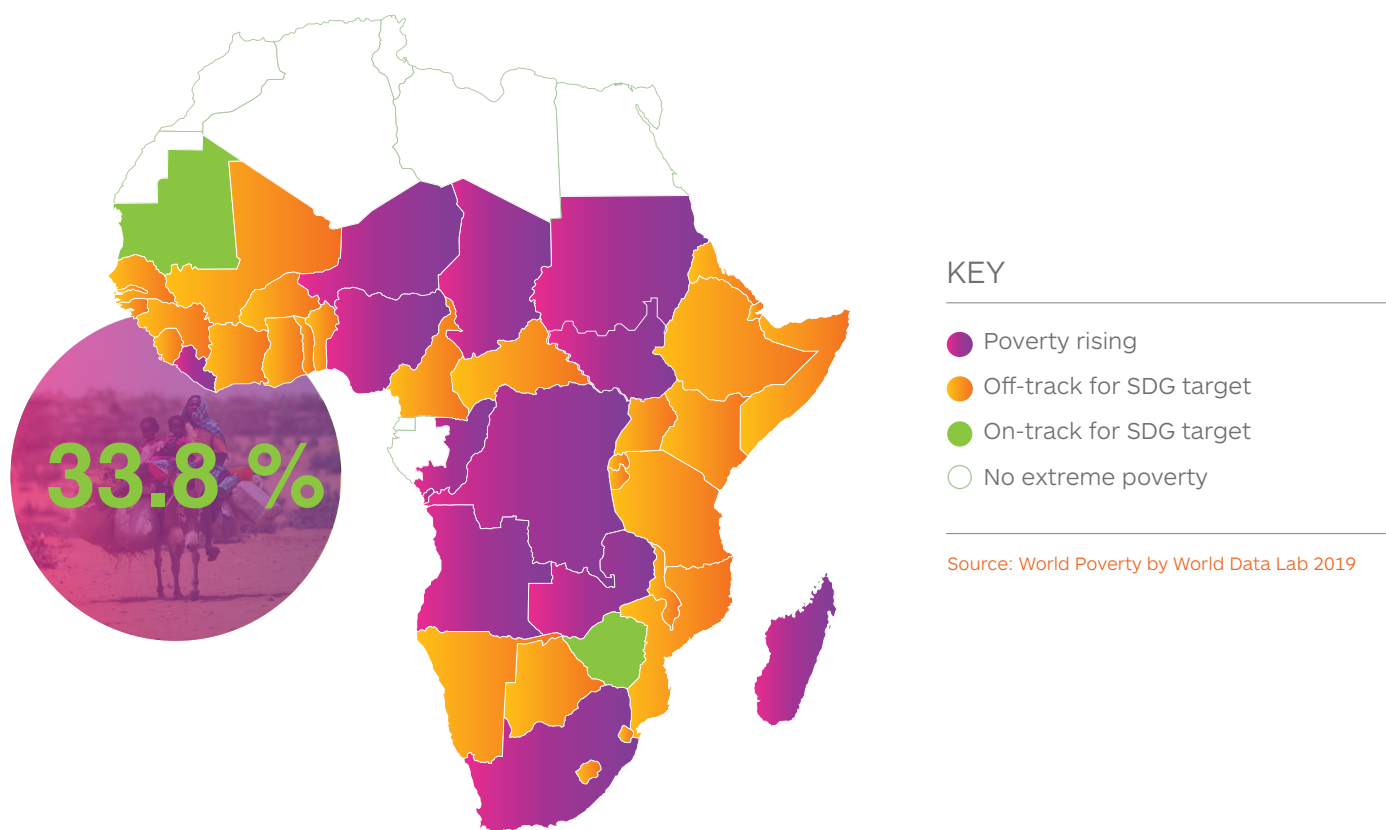 33.8 %
KEY
Poverty rising
Off-track for SDG target
On-track for SDG target
No extreme poverty
Source: World Poverty by World Data Lab 2019